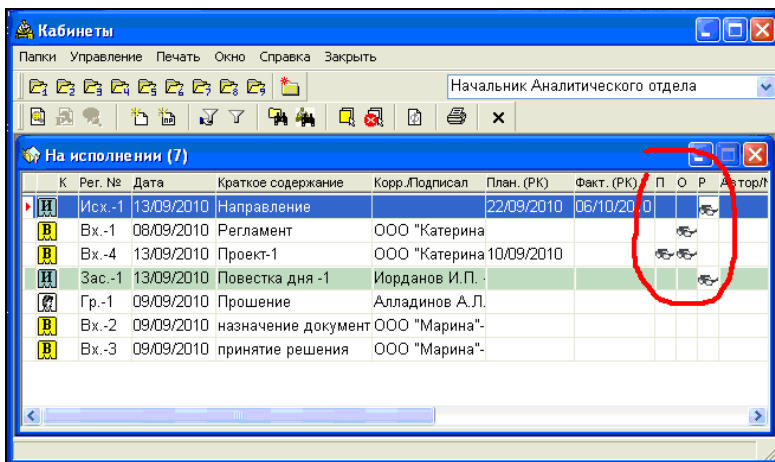 Кабинеты
Папки Управление Печать Окно Справка Закрыть
Начальник Аналитического отдела
На исполнении (7)
К Рег. № Дата Краткое содержание Корр./Подписал План. (РК) Факт. (РК) П О Р
И Исх.-1 13/09/2010 Направление 22/09/2010 06/10/2010
В Вх.-1 08/09/2010 Регламент ООО "Катерина
В Вх.-4 13/09/2010 Проект-1 ООО "Катерина 10/09/2010
И Зас.-1 13/09/2010 Повестка дня -1 Иорданов И.П. -
Гр.-1 09/09/2010 Прошение Алладинов А.Л.
В Вх.-2 09/09/2010 назначение документ ООО "Марина"-
В Вх.-3 09/09/2010 принятие решения ООО "Марина"-